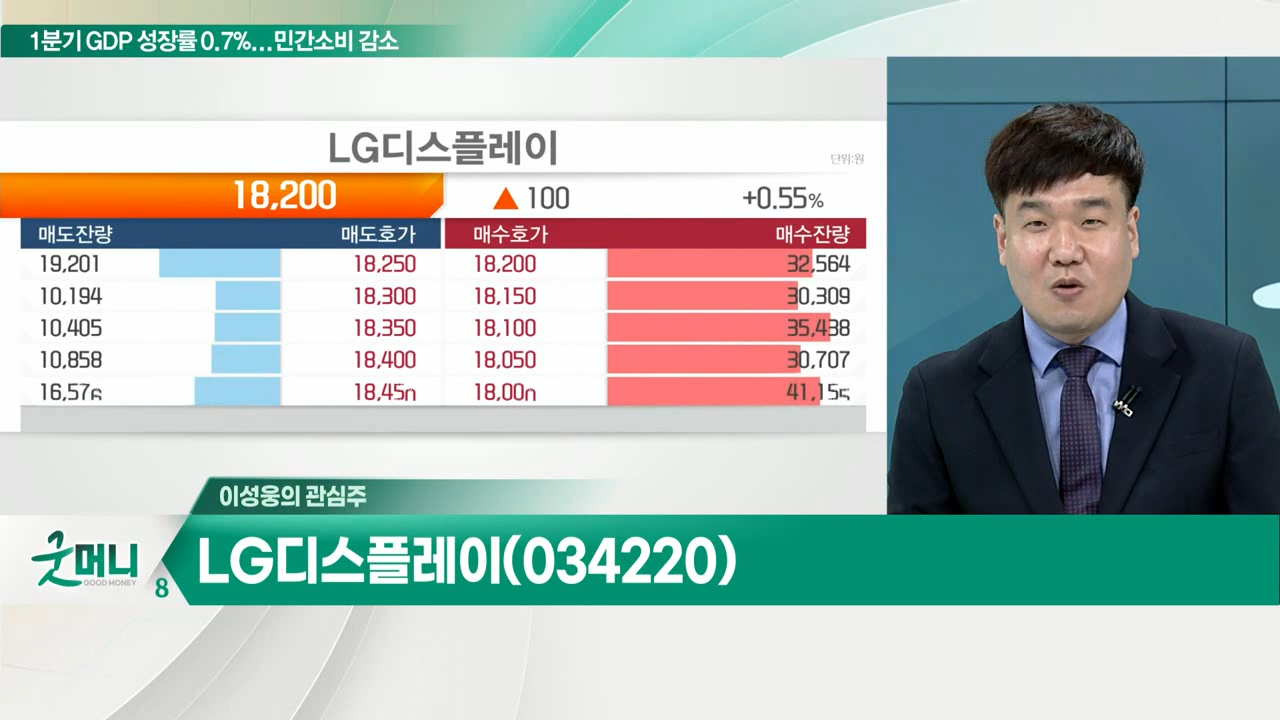 1분기 GDP 성장률 0.7%...민간소비 감소
LG디스플레이
단위:원
18,200 ▲ 100 +0.55%
매도잔량 매도호가 매수호가 매수잔량
19,201 18,250 18,200 32,564
10,194 18,300 18,150 30,309
10,405 18,350 18,100 35,438
10,858 18,400 18,050 30,707
16,576 18,450 18,000 41,155
이성웅의 관심주
굿머니
GOOD MONEY
8
LG디스플레이(034220)